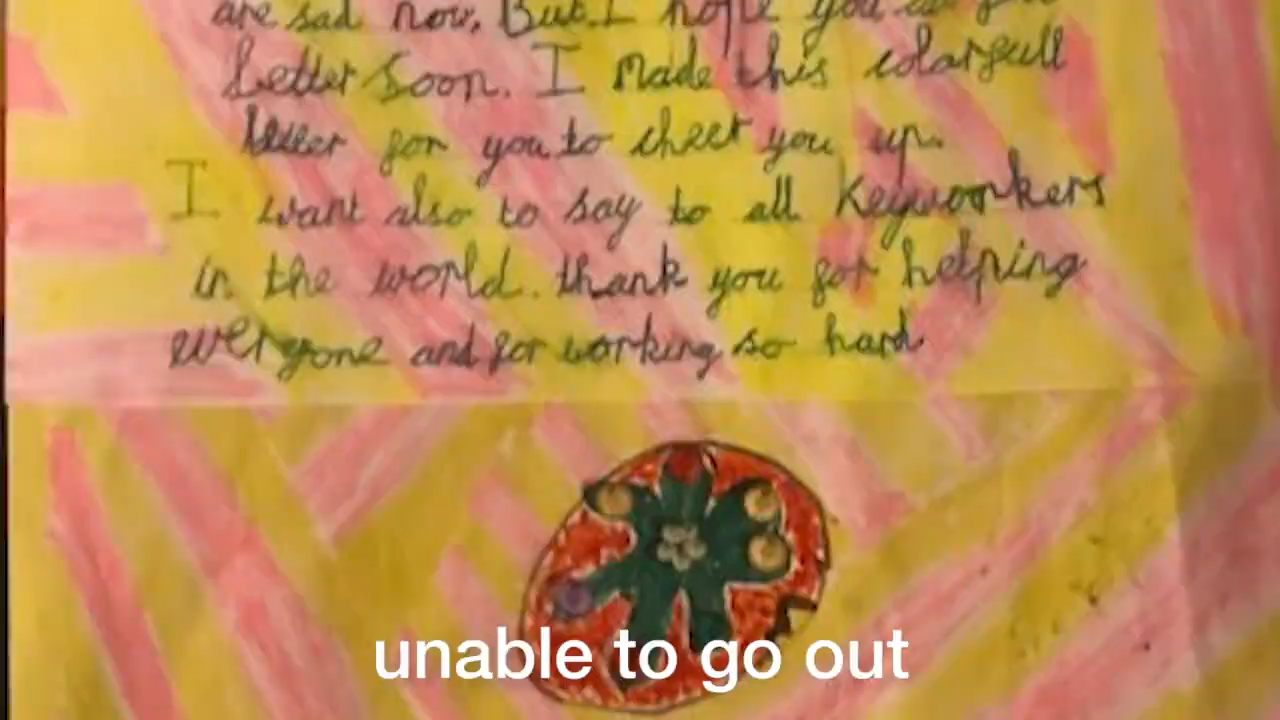 are sad now. But I hope you
better soon. I made this colarfull
letter for you to cheer you up.
I want also to say to all Keyworkers
in the world. thank you for helping
everyone and for working so hard
unable to go out